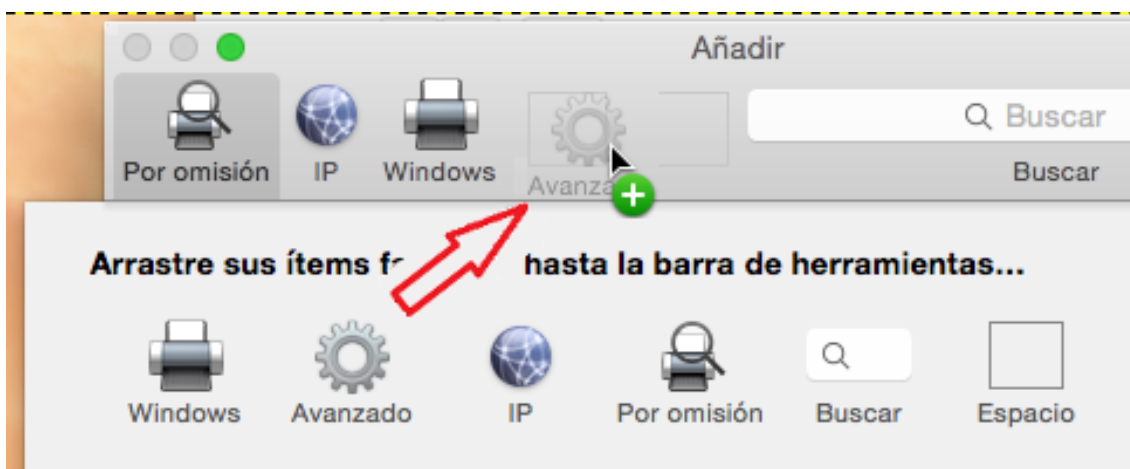 Añadir
Buscar
Por omisión IP Windows Buscar
Arrastre sus ítems hasta la barra de herramientas...
Windows Avanzado IP Por omisión Buscar Espacio